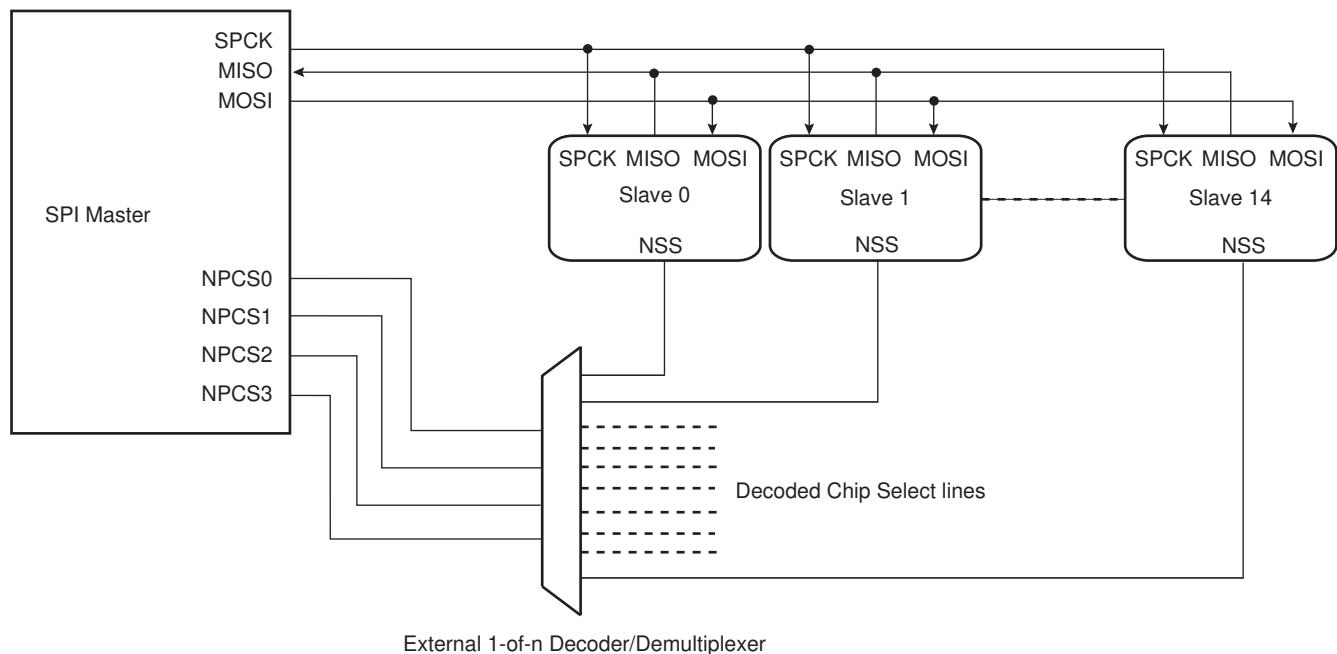 SPCK
MISO
MOSI
SPI Master
NPCS0
NPCS1
NPCS2
NPCS3
SPCK MISO MOSI
Slave 0
NSS
SPCK MISO MOSI
Slave 1
NSS
SPCK MISO MOSI
Slave 14
NSS
Decoded Chip Select lines
External 1-of-n Decoder/Demultiplexer